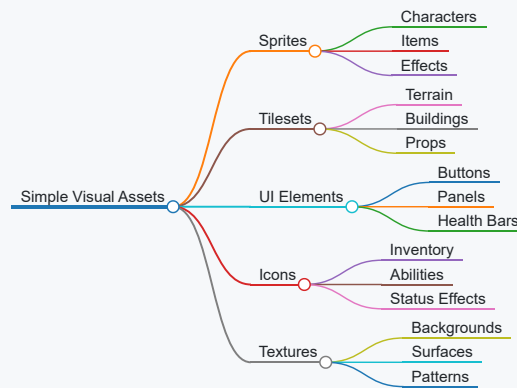 Simple Visual Assets
Sprites
Characters
Items
Effects
Tilesets
Terrain
Buildings
Props
UI Elements
Buttons
Panels
Health Bars
Icons
Inventory
Abilities
Status Effects
Textures
Backgrounds
Surfaces
Patterns